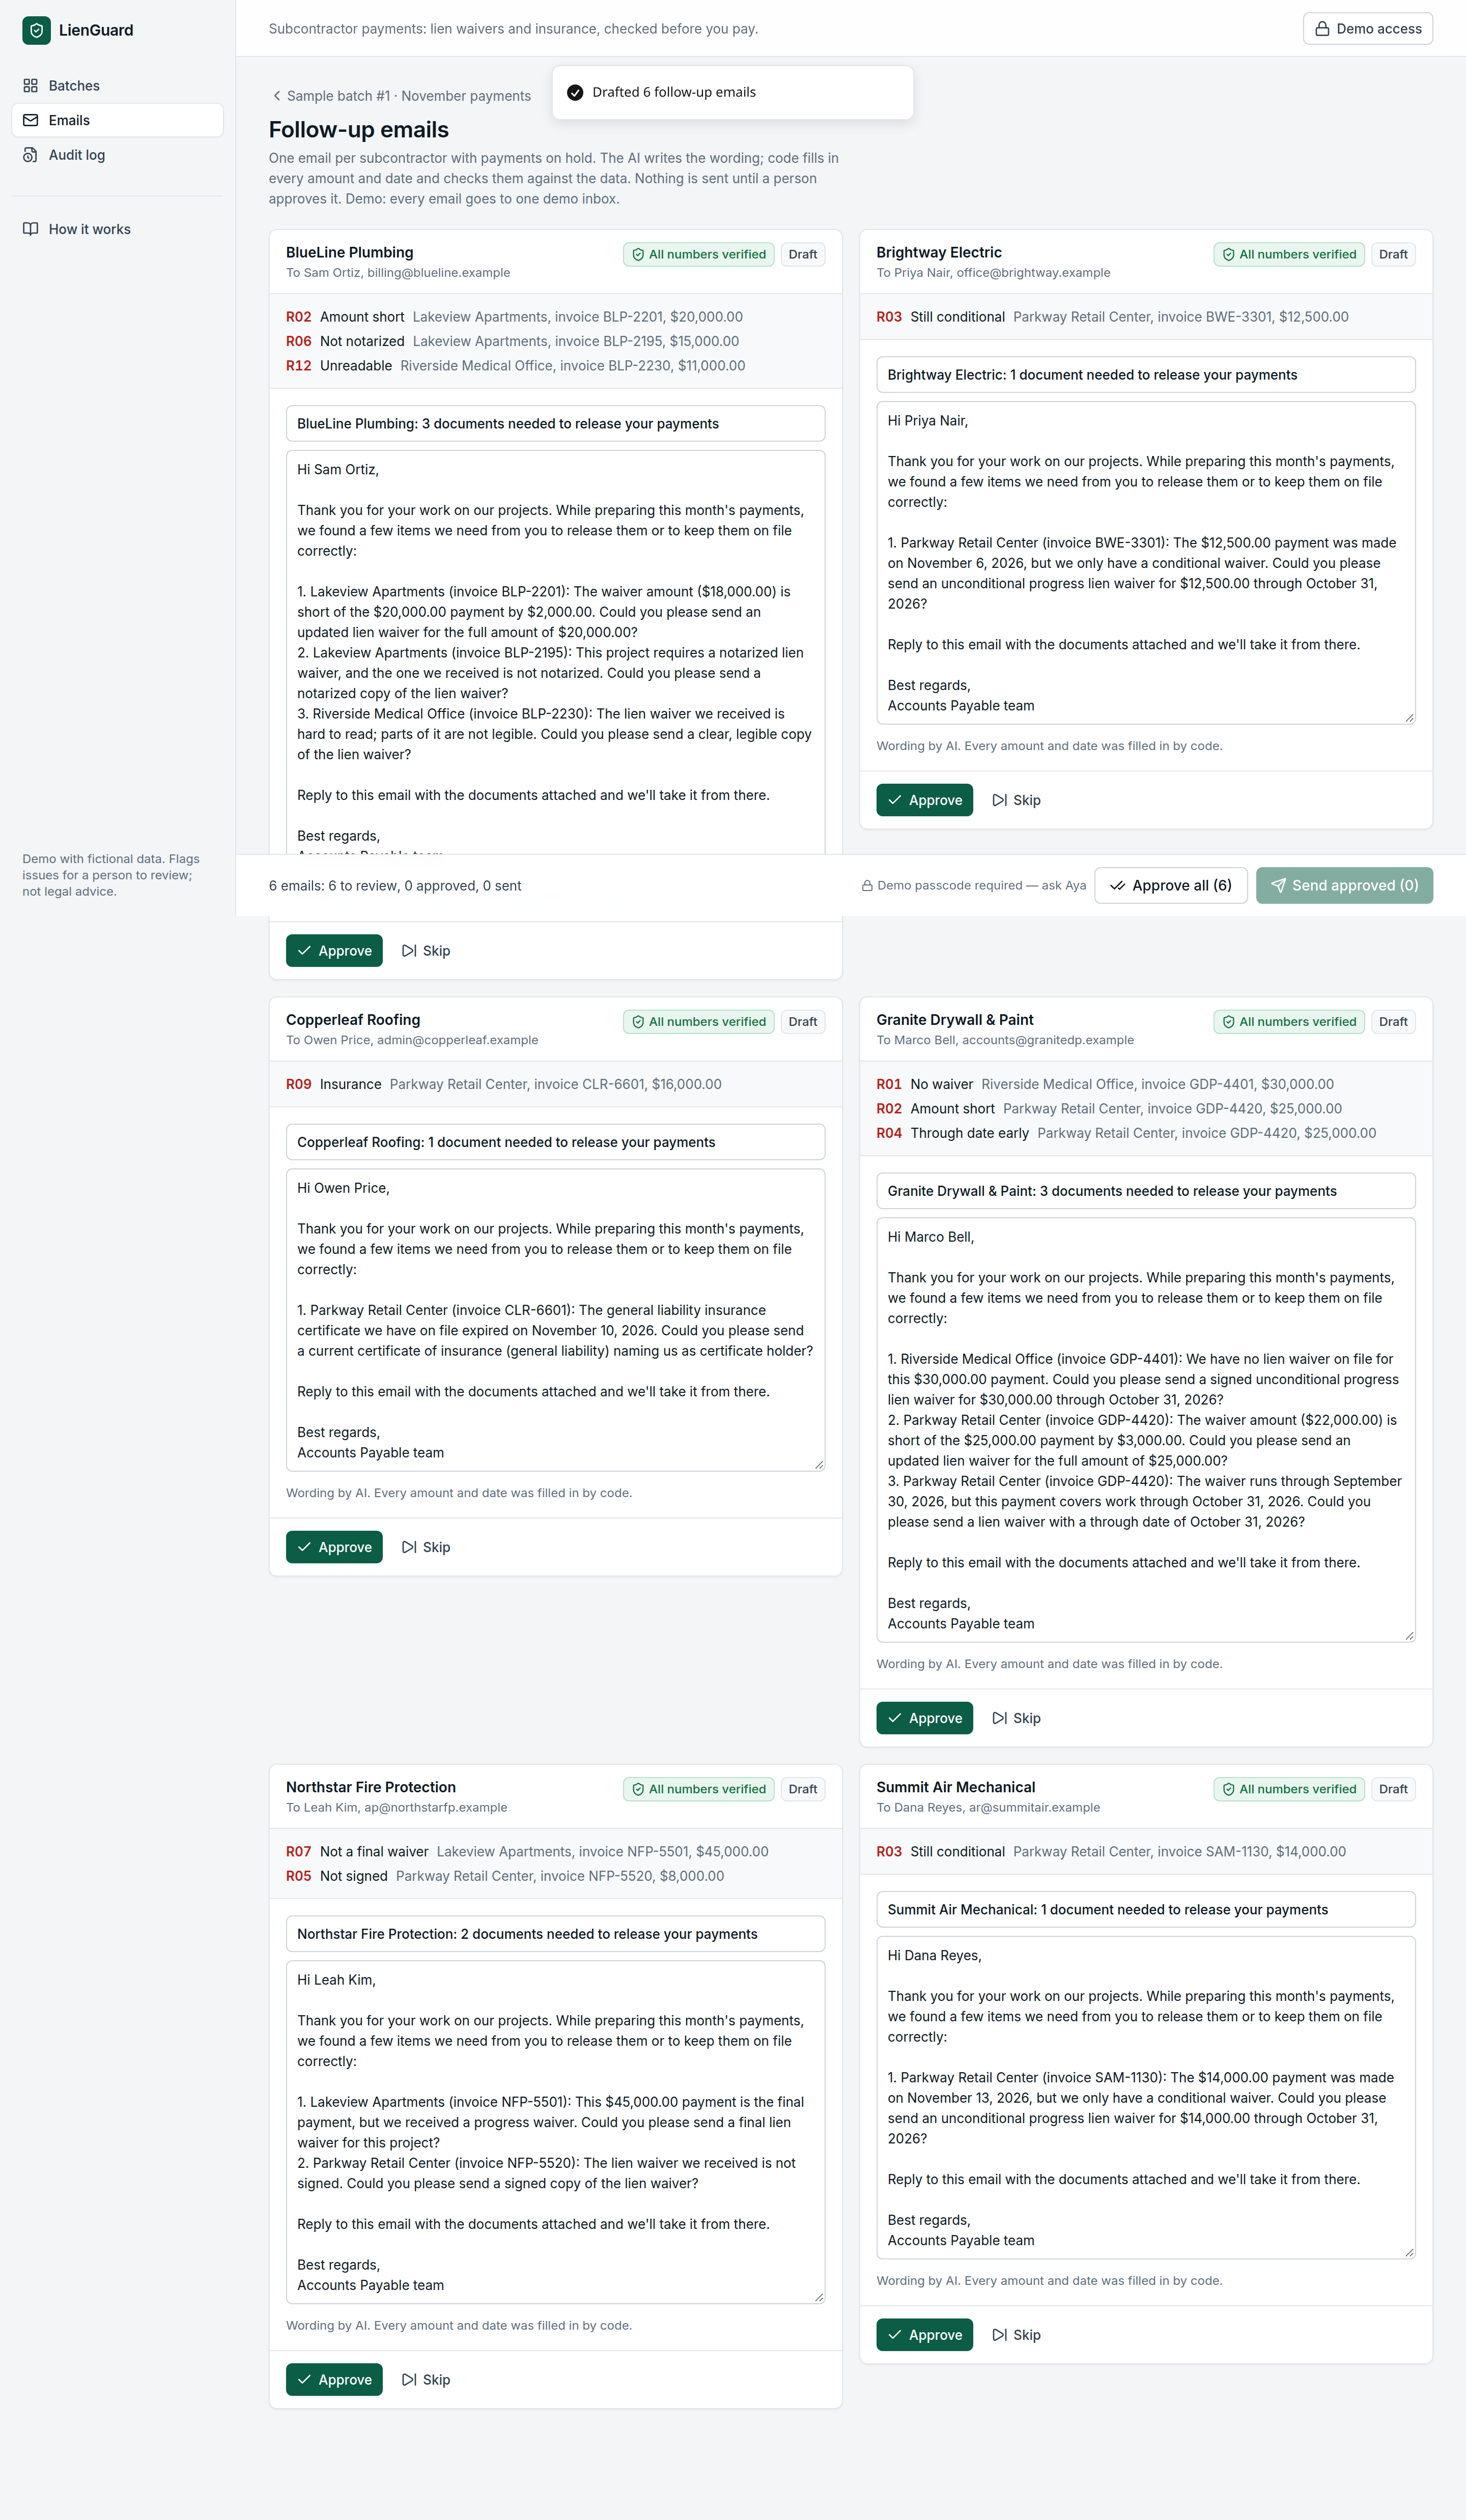 LienGuard
Batches
Emails
Audit log
How it works
Demo with fictional data. Flags
issues for a person to review;
not legal advice.
Subcontractor payments: lien waivers and insurance, checked before you pay.
Demo access
Drafted 6 follow-up emails
Sample batch #1 · November payments
Follow-up emails
One email per subcontractor with payments on hold. The AI writes the wording; code fills in
every amount and date and checks them against the data. Nothing is sent until a person
approves it. Demo: every email goes to one demo inbox.
BlueLine Plumbing
All numbers verified
Draft
To Sam Ortiz, billing@blueline.example
R02 Amount short Lakeview Apartments, invoice BLP-2201, $20,000.00
R06 Not notarized Lakeview Apartments, invoice BLP-2195, $15,000.00
R12 Unreadable Riverside Medical Office, invoice BLP-2230, $11,000.00
BlueLine Plumbing: 3 documents needed to release your payments
Hi Sam Ortiz,
Thank you for your work on our projects. While preparing this month's payments,
we found a few items we need from you to release them or to keep them on file
correctly:
1. Lakeview Apartments (invoice BLP-2201): The waiver amount ($18,000.00) is
short of the $20,000.00 payment by $2,000.00. Could you please send an
updated lien waiver for the full amount of $20,000.00?
2. Lakeview Apartments (invoice BLP-2195): This project requires a notarized lien
waiver, and the one we received is not notarized. Could you please send a
notarized copy of the lien waiver?
3. Riverside Medical Office (invoice BLP-2230): The lien waiver we received is
hard to read; parts of it are not legible. Could you please send a clear, legible copy
of the lien waiver?
Reply to this email with the documents attached and we'll take it from there.
Best regards,
Brightway Electric
All numbers verified
Draft
To Priya Nair, office@brightway.example
R03 Still conditional Parkway Retail Center, invoice BWE-3301, $12,500.00
Brightway Electric: 1 document needed to release your payments
Hi Priya Nair,
Thank you for your work on our projects. While preparing this month's payments,
we found a few items we need from you to release them or to keep them on file
correctly:
1. Parkway Retail Center (invoice BWE-3301): The $12,500.00 payment was made
on November 6, 2026, but we only have a conditional waiver. Could you please
send an unconditional progress lien waiver for $12,500.00 through October 31,
2026?
Reply to this email with the documents attached and we'll take it from there.
Best regards,
Accounts Payable team
Wording by AI. Every amount and date was filled in by code.
Approve
Skip
6 emails: 6 to review, 0 approved, 0 sent
Demo passcode required — ask Aya
Approve all (6)
Send approved (0)
Approve
Skip
Copperleaf Roofing
All numbers verified
Draft
To Owen Price, admin@copperleaf.example
R09 Insurance Parkway Retail Center, invoice CLR-6601, $16,000.00
Copperleaf Roofing: 1 document needed to release your payments
Hi Owen Price,
Thank you for your work on our projects. While preparing this month's payments,
we found a few items we need from you to release them or to keep them on file
correctly:
1. Parkway Retail Center (invoice CLR-6601): The general liability insurance
certificate we have on file expired on November 10, 2026. Could you please send
a current certificate of insurance (general liability) naming us as certificate holder?
Reply to this email with the documents attached and we'll take it from there.
Best regards,
Accounts Payable team
Wording by AI. Every amount and date was filled in by code.
Approve
Skip
Granite Drywall & Paint
All numbers verified
Draft
To Marco Bell, accounts@granitedp.example
R01 No waiver Riverside Medical Office, invoice GDP-4401, $30,000.00
R02 Amount short Parkway Retail Center, invoice GDP-4420, $25,000.00
R04 Through date early Parkway Retail Center, invoice GDP-4420, $25,000.00
Granite Drywall & Paint: 3 documents needed to release your payments
Hi Marco Bell,
Thank you for your work on our projects. While preparing this month's payments,
we found a few items we need from you to release them or to keep them on file
correctly:
1. Riverside Medical Office (invoice GDP-4401): We have no lien waiver on file for
this $30,000.00 payment. Could you please send a signed unconditional progress
lien waiver for $30,000.00 through October 31, 2026?
2. Parkway Retail Center (invoice GDP-4420): The waiver amount ($22,000.00) is
short of the $25,000.00 payment by $3,000.00. Could you please send an
updated lien waiver for the full amount of $25,000.00?
3. Parkway Retail Center (invoice GDP-4420): The waiver runs through September
30, 2026, but this payment covers work through October 31, 2026. Could you
please send a lien waiver with a through date of October 31, 2026?
Reply to this email with the documents attached and we'll take it from there.
Best regards,
Accounts Payable team
Wording by AI. Every amount and date was filled in by code.
Approve
Skip
Northstar Fire Protection
All numbers verified
Draft
To Leah Kim, ap@northstarfp.example
R07 Not a final waiver Lakeview Apartments, invoice NFP-5501, $45,000.00
R05 Not signed Parkway Retail Center, invoice NFP-5520, $8,000.00
Northstar Fire Protection: 2 documents needed to release your payments
Hi Leah Kim,
Thank you for your work on our projects. While preparing this month's payments,
we found a few items we need from you to release them or to keep them on file
correctly:
1. Lakeview Apartments (invoice NFP-5501): This $45,000.00 payment is the final
payment, but we received a progress waiver. Could you please send a final lien
waiver for this project?
2. Parkway Retail Center (invoice NFP-5520): The lien waiver we received is not
signed. Could you please send a signed copy of the lien waiver?
Reply to this email with the documents attached and we'll take it from there.
Best regards,
Accounts Payable team
Wording by AI. Every amount and date was filled in by code.
Approve
Skip
Summit Air Mechanical
All numbers verified
Draft
To Dana Reyes, ar@summitair.example
R03 Still conditional Parkway Retail Center, invoice SAM-1130, $14,000.00
Summit Air Mechanical: 1 document needed to release your payments
Hi Dana Reyes,
Thank you for your work on our projects. While preparing this month's payments,
we found a few items we need from you to release them or to keep them on file
correctly:
1. Parkway Retail Center (invoice SAM-1130): The $14,000.00 payment was made
on November 13, 2026, but we only have a conditional waiver. Could you please
send an unconditional progress lien waiver for $14,000.00 through October 31,
2026?
Reply to this email with the documents attached and we'll take it from there.
Best regards,
Accounts Payable team
Wording by AI. Every amount and date was filled in by code.
Approve
Skip